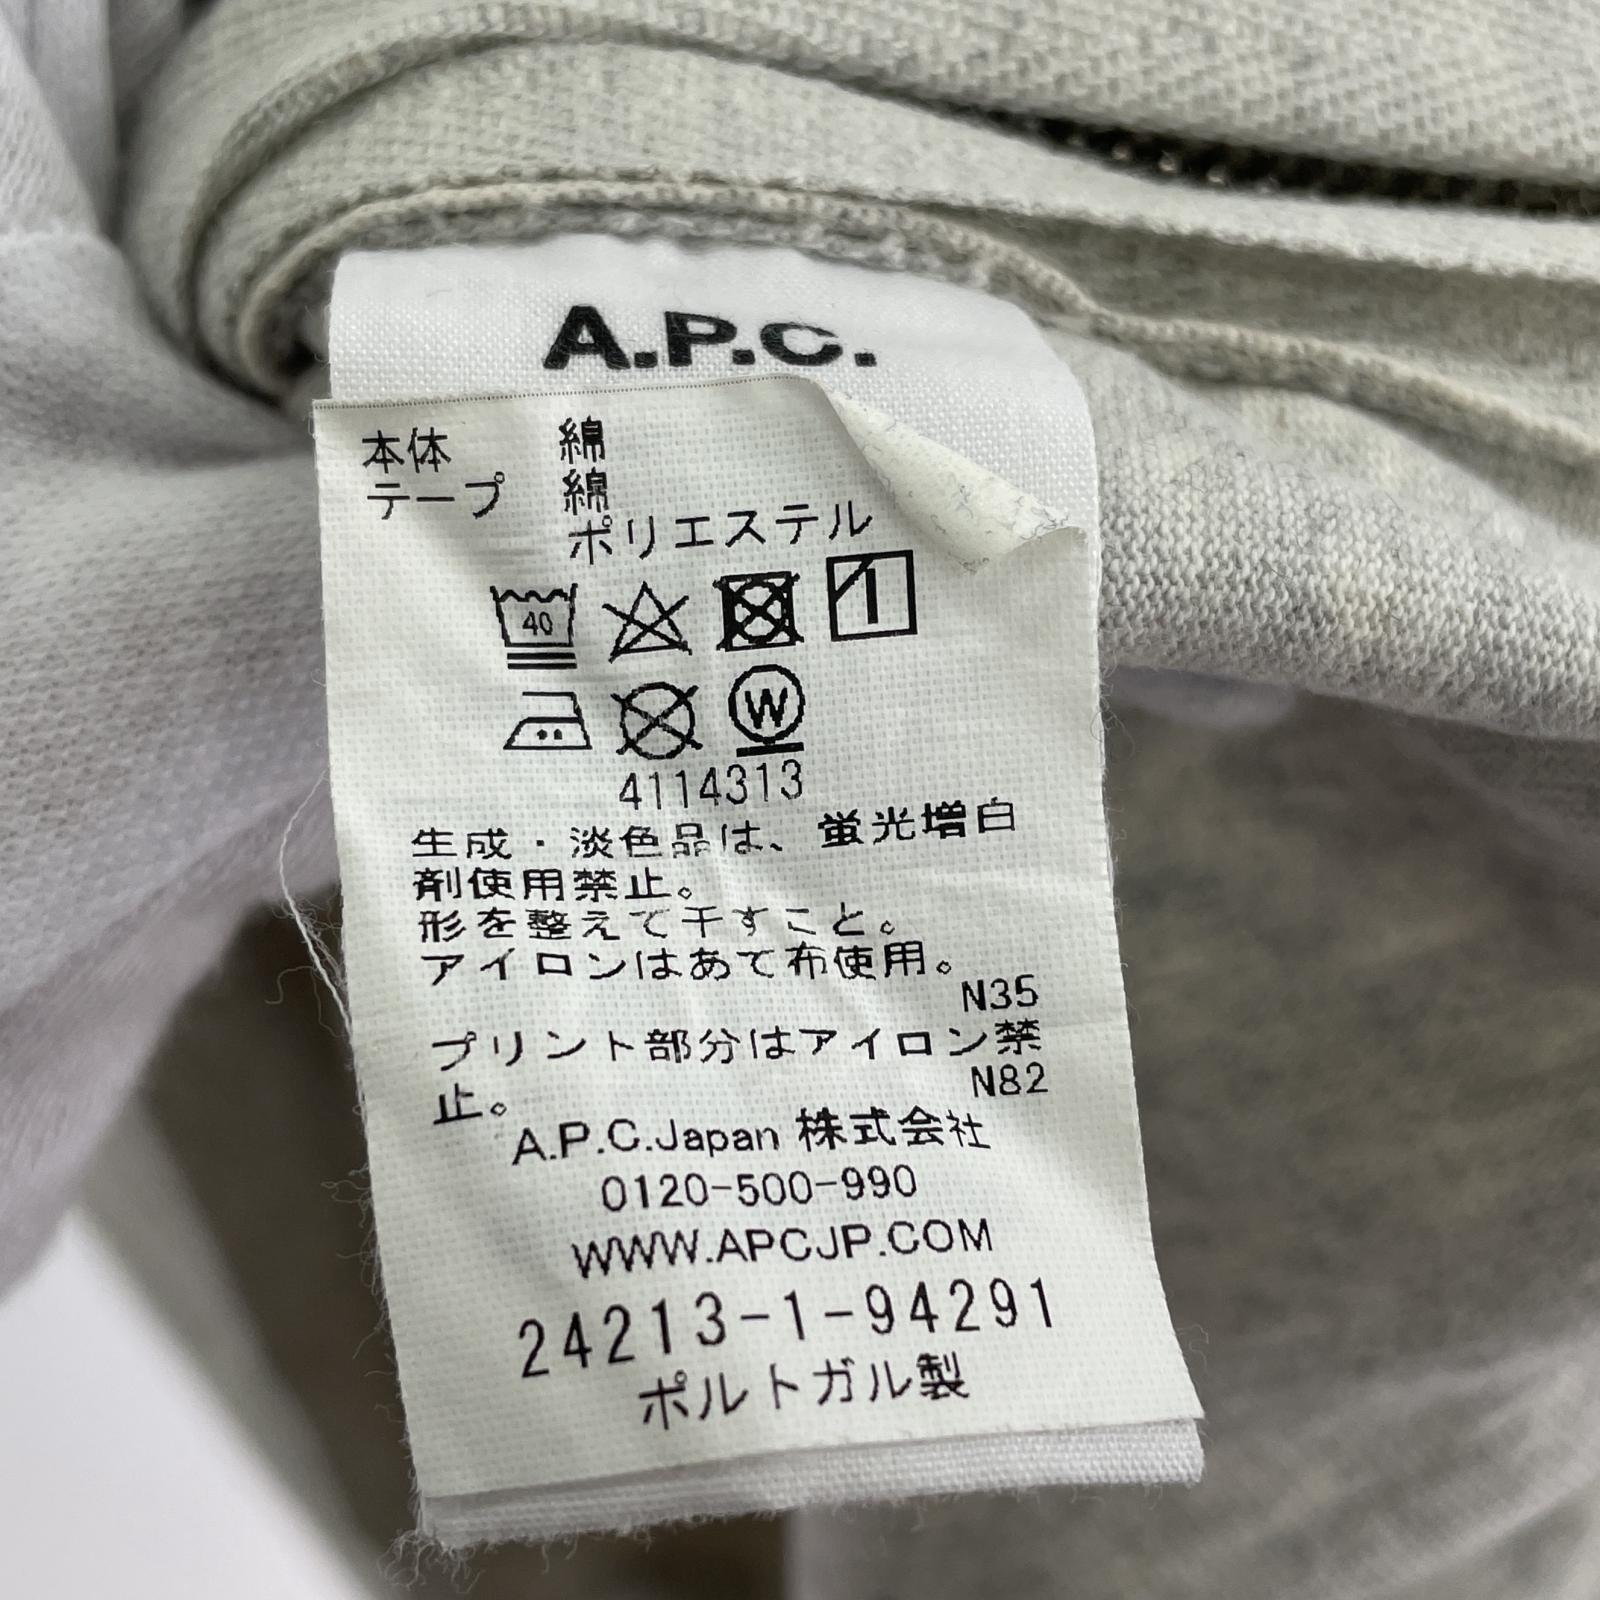 A.P.C.
本体 綿
テープ 綿
ポリエステル
40
W
4114313
生成・淡色品は、蛍光増白
剤使用禁止。
形を整えて干すこと。
アイロンはあて布使用。
N35
プリント部分はアイロン禁
止。
N82
A.P.C.Japan 株式会社
0120-500-990
WWW.APCJP.COM
24213-1-94291
ポルトガル製